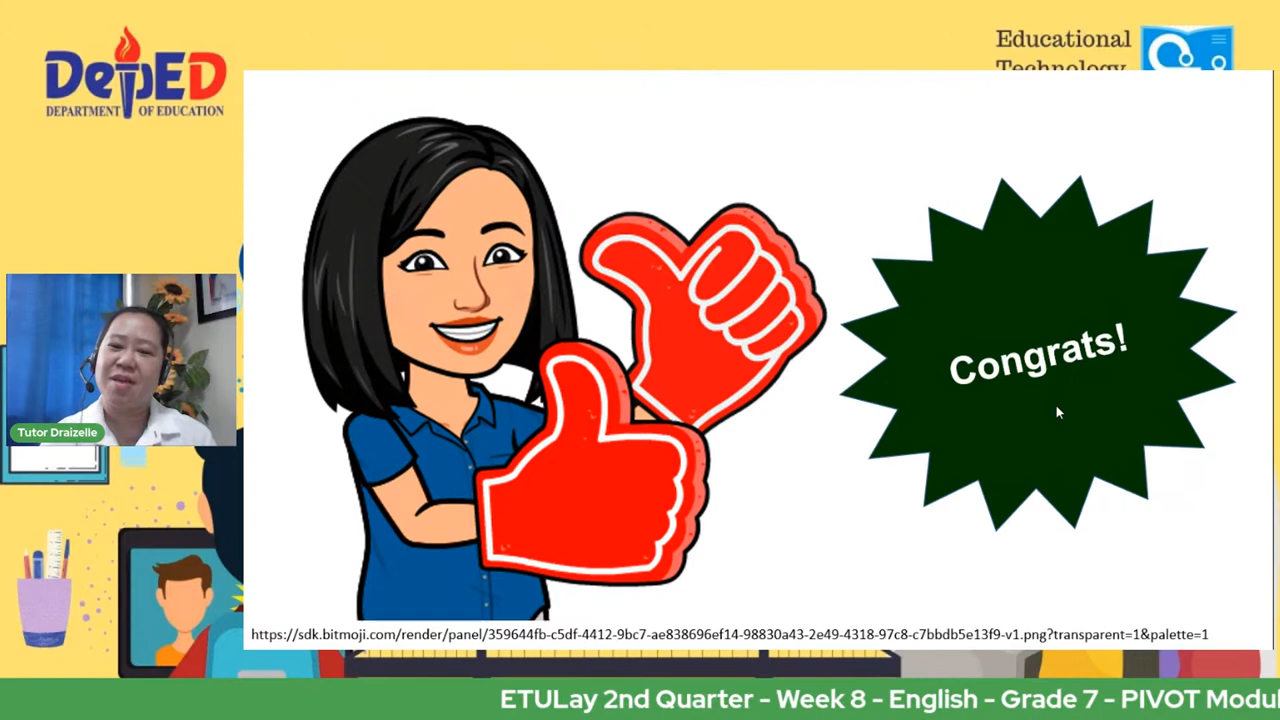 DepED
DEPARTMENT OF EDUCATION
Educational
Technology
Congrats!
Tutor Draizelle
https://sdk.bitmoji.com/render/panel/359644fb-c5df-4412-9bc7-ae838696ef14-98830a43-2e49-4318-97c8-c7bbdb5e13f9-v1.png?transparent=1&palette=1
ETULay 2nd Quarter - Week 8 - English - Grade 7 - PIVOT Modu